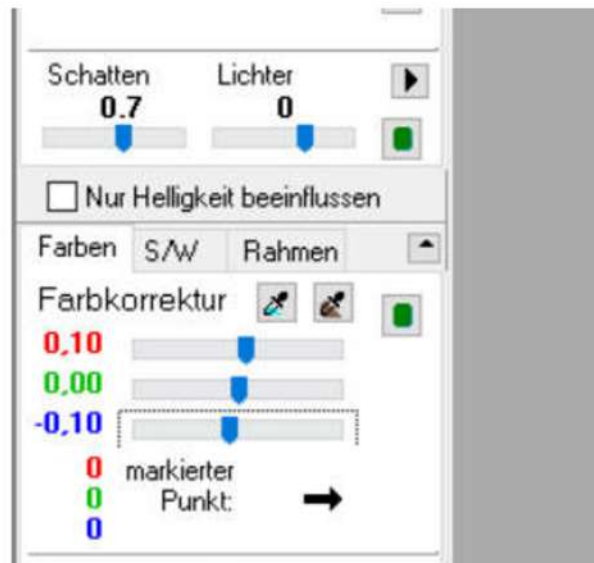 Schatten Lichter
0.7 0
Nur Helligkeit beeinflussen
Farben S/W Rahmen
Farbkorrektur
0,10
0,00
-0,10
0 markierter
0 Punkt:
0